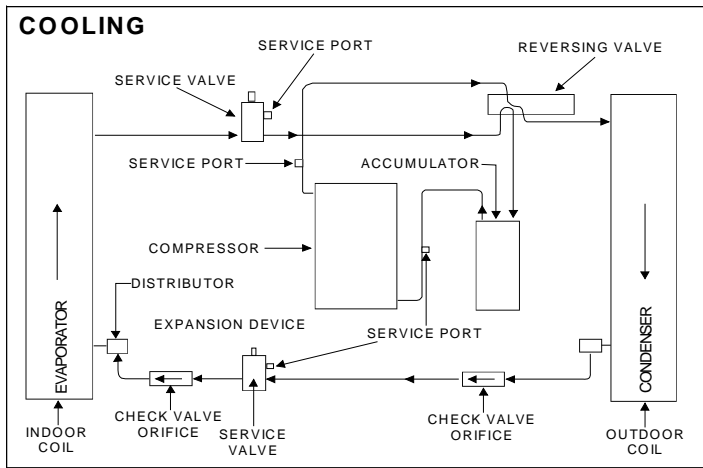 COOLING
SERVICE PORT
REVERSING VALVE
SERVICE VALVE
SERVICE PORT
ACCUMULATOR
COMPRESSOR
DISTRIBUTOR
EXPANSION DEVICE
SERVICE PORT
EVAPORATOR
CONDENSER
INDOOR
COIL
CHECK VALVE
ORIFICE
SERVICE
VALVE
CHECK VALVE
ORIFICE
OUTDOOR
COIL